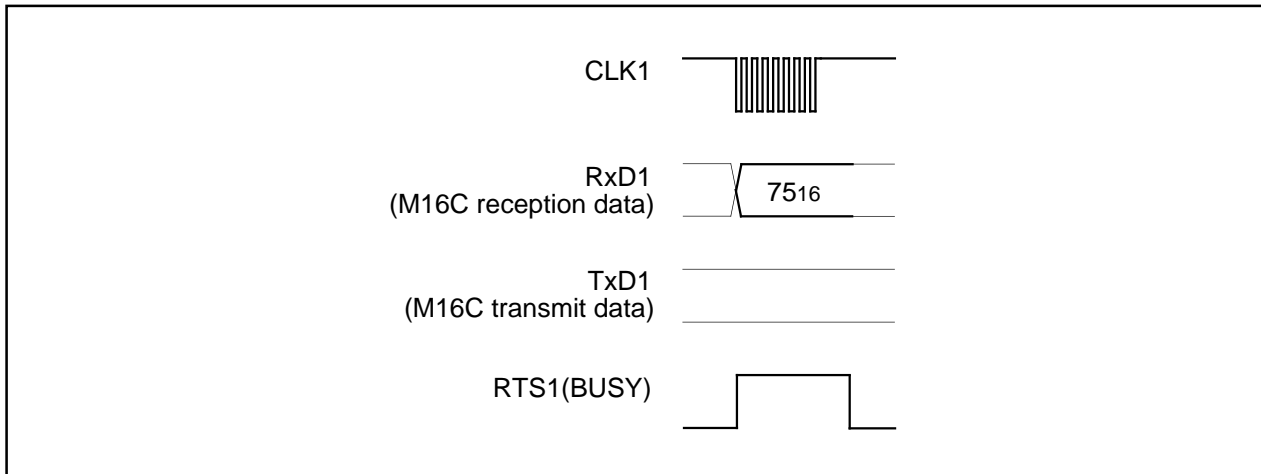 CLK1
RxD1
(M16C reception data)
7516
TxD1
(M16C transmit data)
RTS1(BUSY)